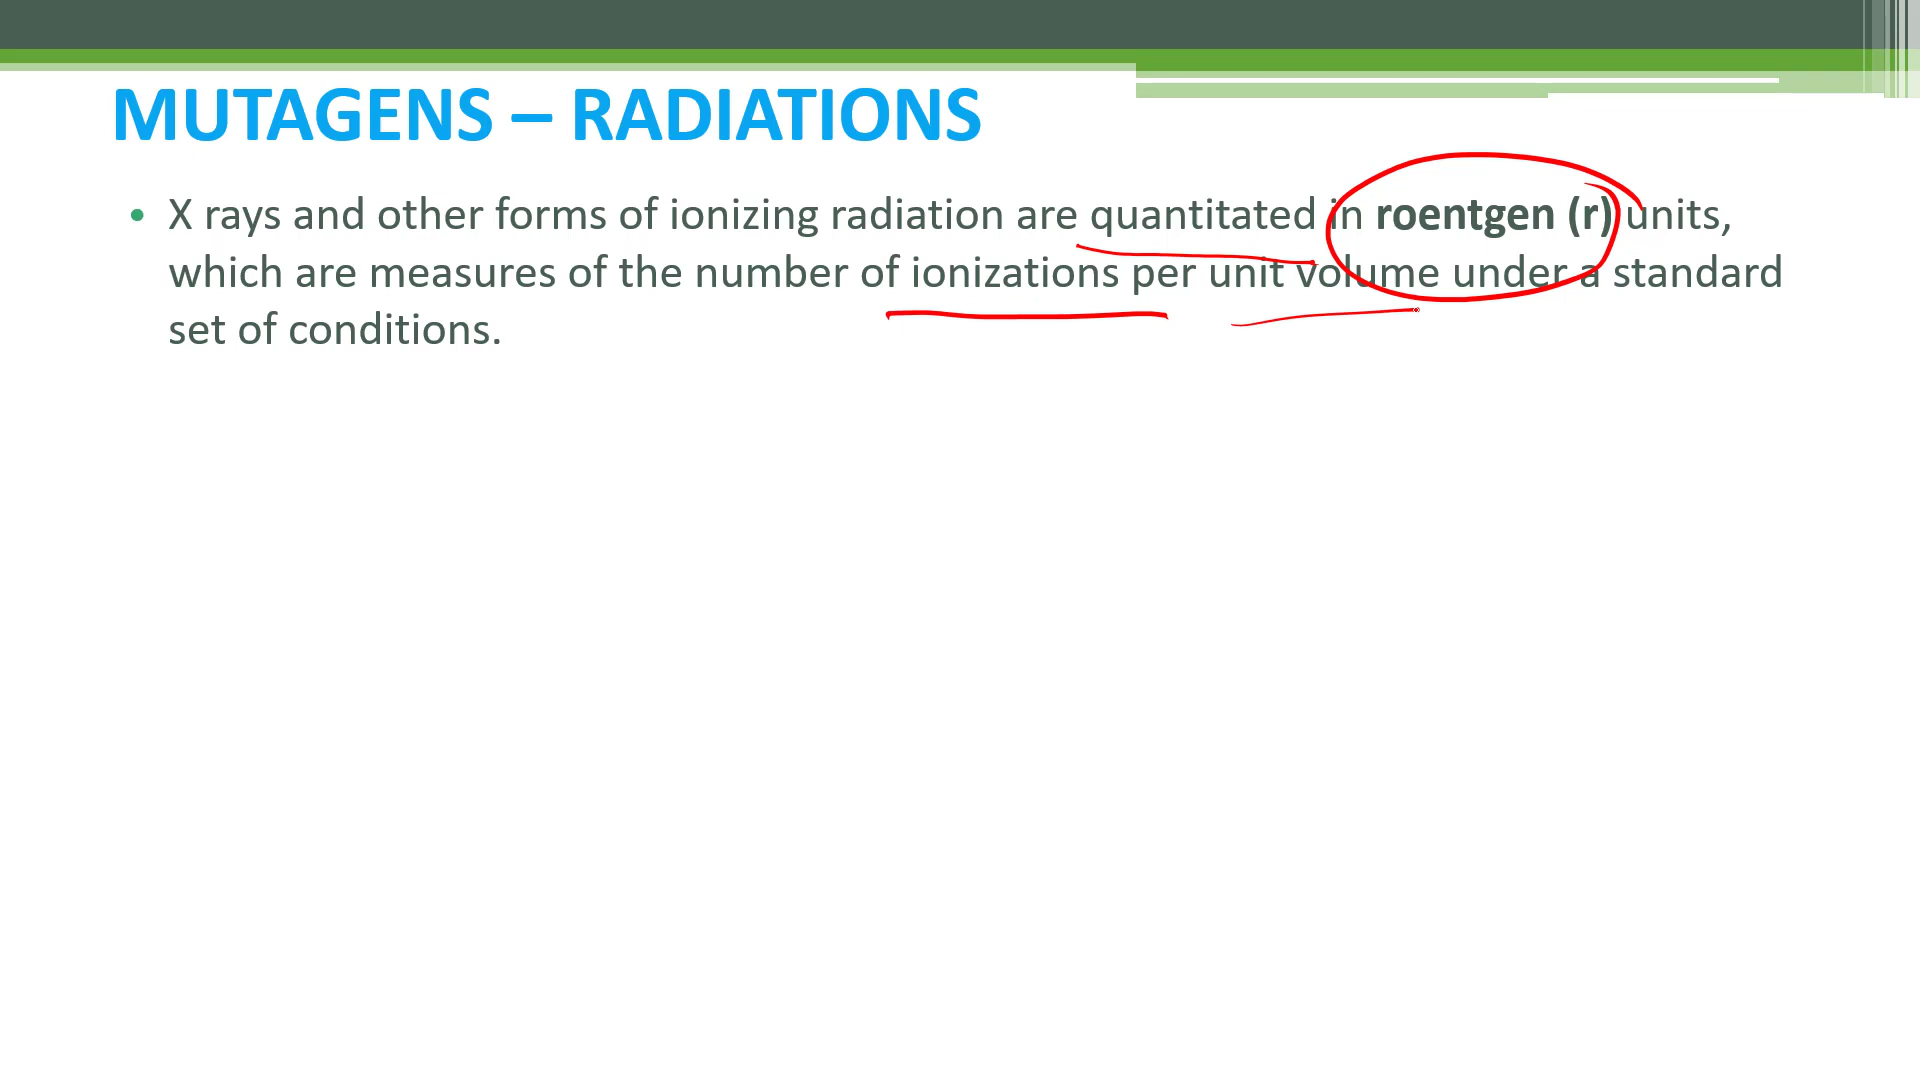 MUTAGENS – RADIATIONS
• X rays and other forms of ionizing radiation are quantitated in roentgen (r) units,
which are measures of the number of ionizations per unit volume under a standard
set of conditions.